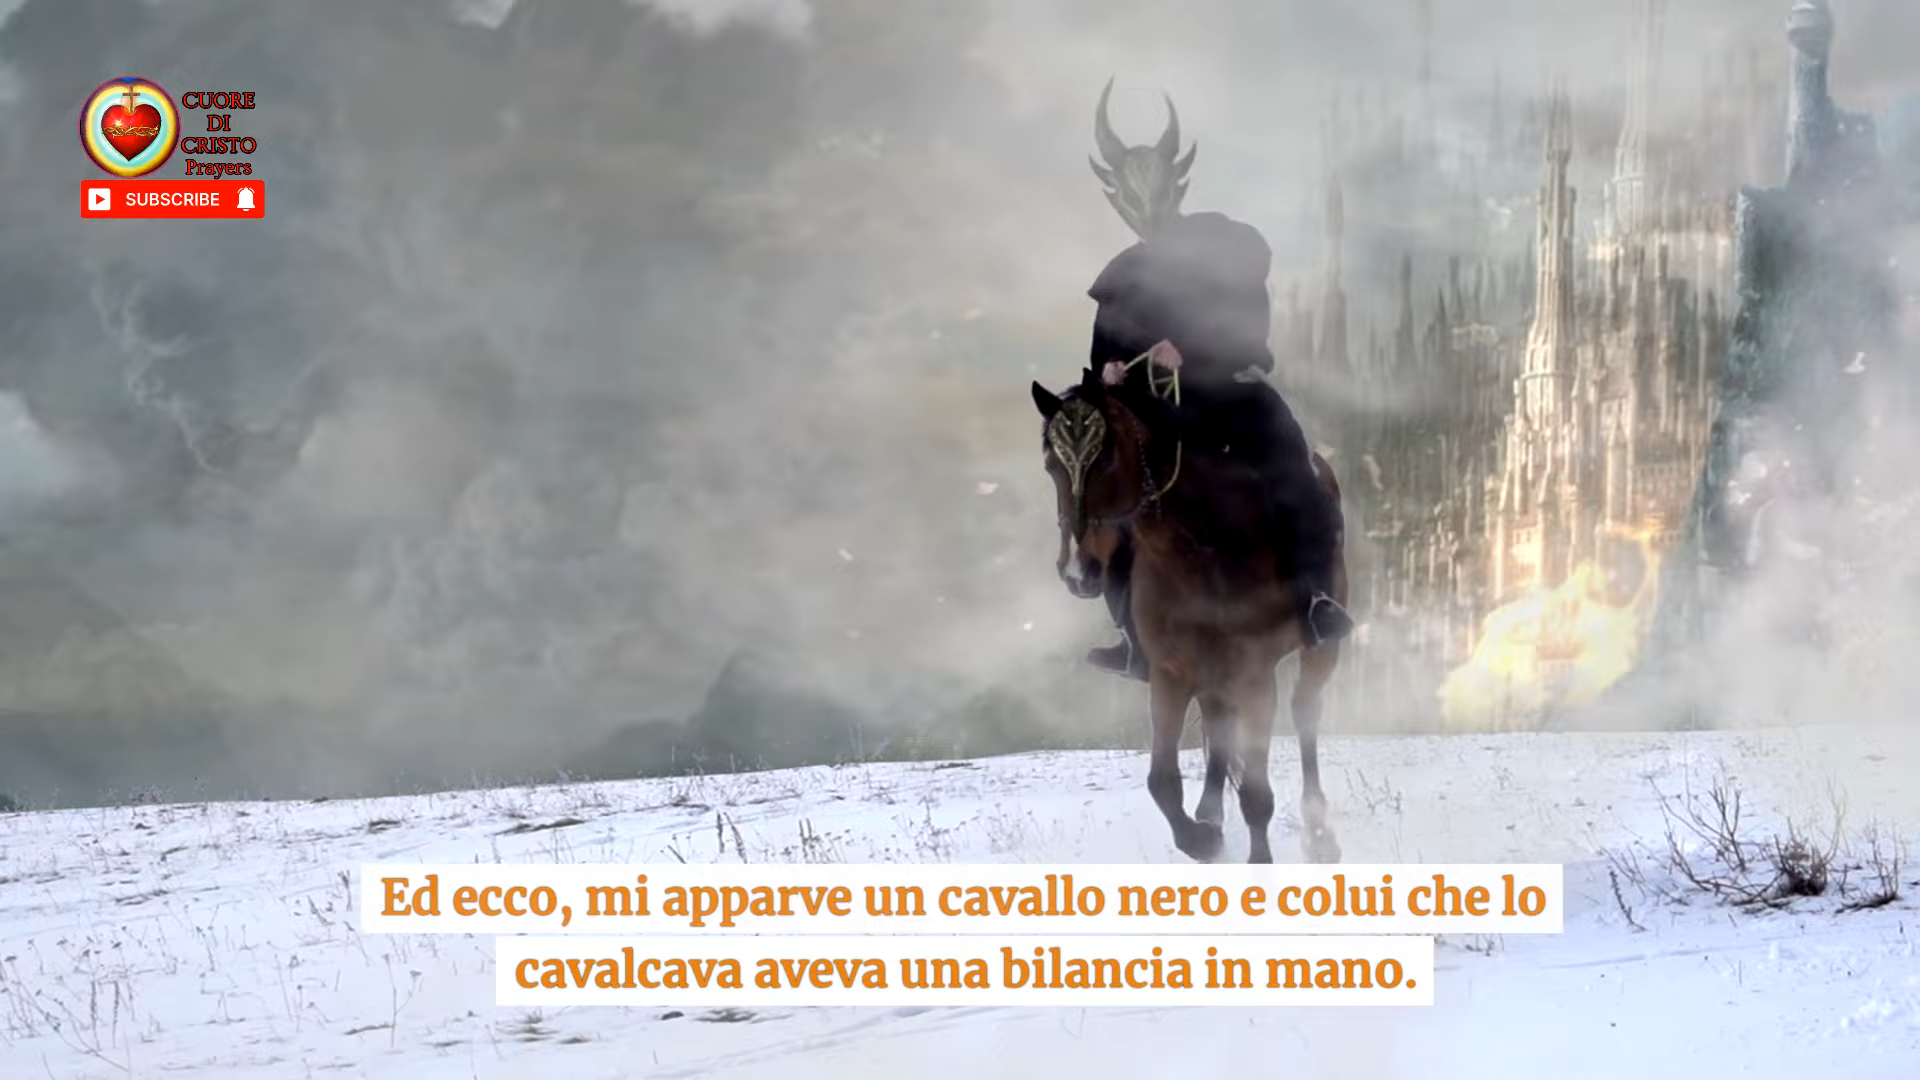 CUORE
DI
CRISTO
Prayers
SUBSCRIBE
Ed ecco, mi apparve un cavallo nero e colui che lo
cavalcava aveva una bilancia in mano.